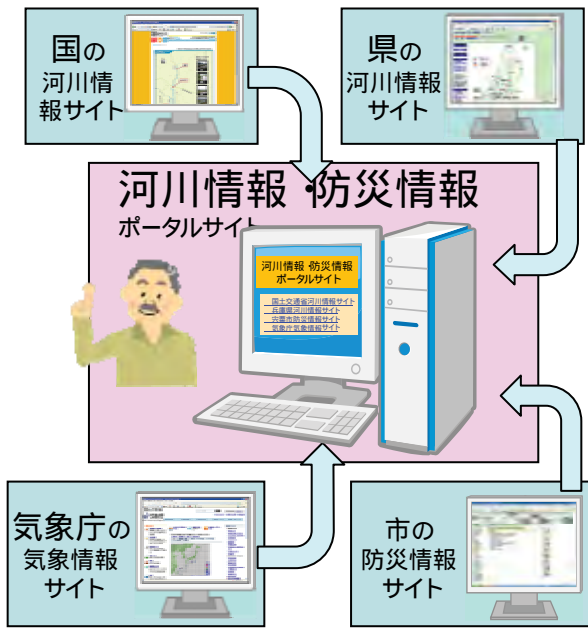 国の
河川情
報サイト
県の
河川情報
サイト
河川情報・防災情報
ポータルサイト
河川情報・防災情報
ポータルサイト
国土交通省河川情報サイト
兵庫県河川情報サイト
宍粟市防災情報サイト
気象庁気象情報サイト
気象庁の
気象情報
サイト
市の
防災情報
サイト